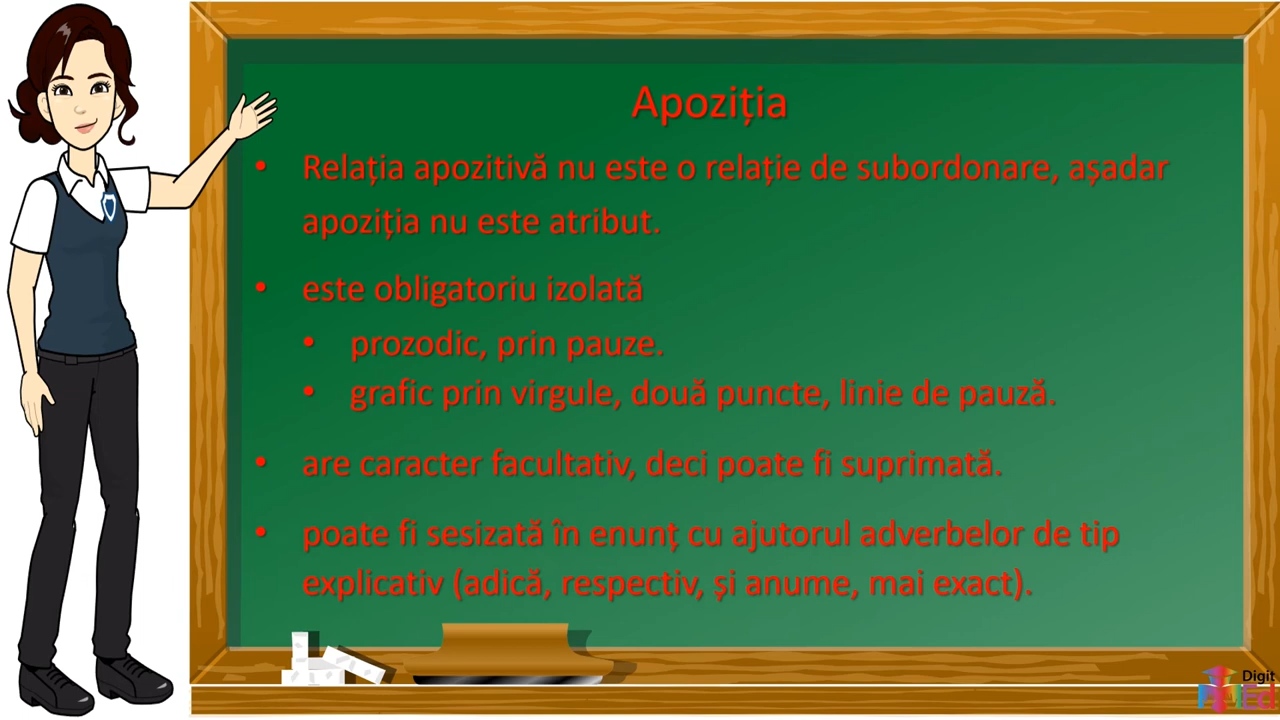 Apoziția
• Relația apozitivă nu este o relație de subordonare, așadar
apoziția nu este atribut.
• este obligatoriu izolată
• prozodic, prin pauze.
• grafic prin virgule, două puncte, linie de pauză.
• are caracter facultativ, deci poate fi suprimată.
• poate fi sesizată în enunț cu ajutorul adverbelor de tip
explicativ (adică, respectiv, și anume, mai exact).
Digit